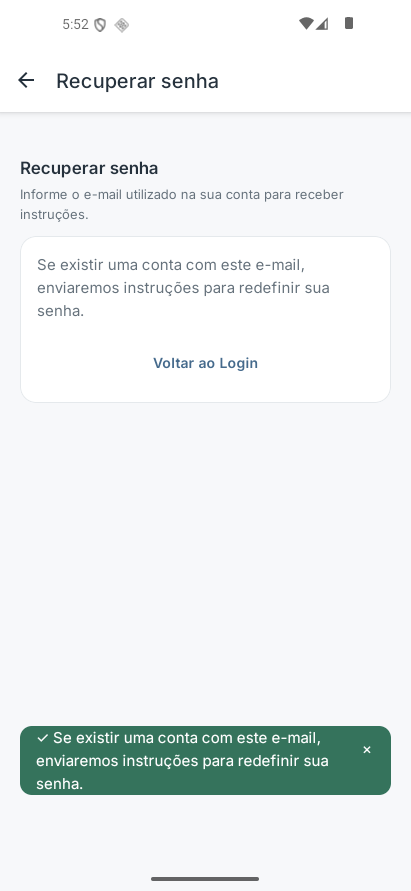 5:52
Recuperar senha
Recuperar senha
Informe o e-mail utilizado na sua conta para receber
instruções.
Se existir uma conta com este e-mail,
enviaremos instruções para redefinir sua
senha.
Voltar ao Login
✓ Se existir uma conta com este e-mail,
enviaremos instruções para redefinir sua
senha.
×